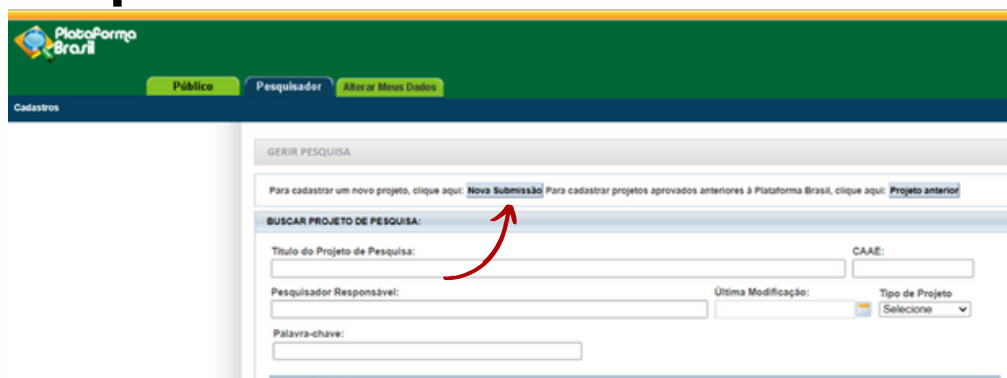 Plataforma
Brasil
Público Pesquisador Alterar Meus Dados
Cadastros
GERIR PESQUISA
Para cadastrar um novo projeto, clique aqui: Nova Submissão Para cadastrar projetos aprovados anteriores à Plataforma Brasil, clique aqui: Projeto anterior
BUSCAR PROJETO DE PESQUISA:
Título do Projeto de Pesquisa: CAAE:
Pesquisador Responsável: Última Modificação: Tipo de Projeto
Selecione
Palavra-chave: